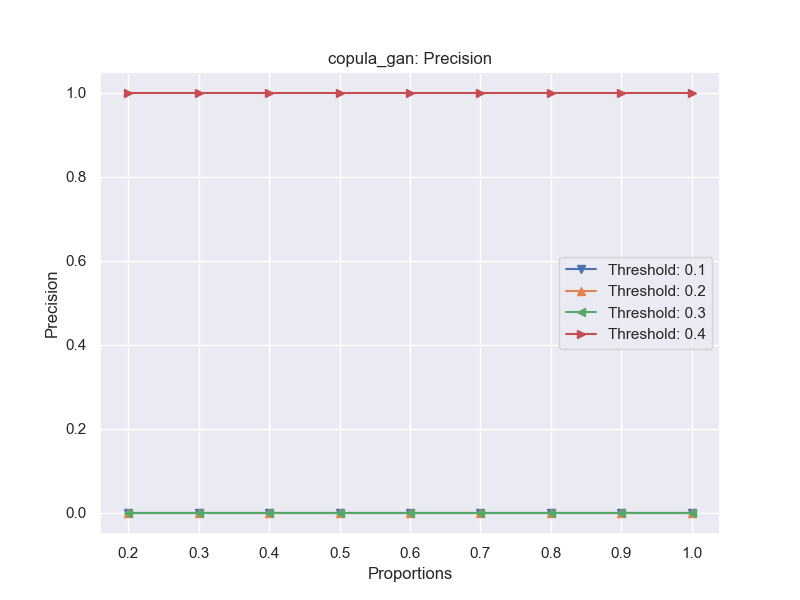 copula_gan: Precision
1.0
0.8
0.6
0.4
0.2
0.0
Precision
Threshold: 0.1
Threshold: 0.2
Threshold: 0.3
Threshold: 0.4
0.2 0.3 0.4 0.5 0.6 0.7 0.8 0.9 1.0
Proportions